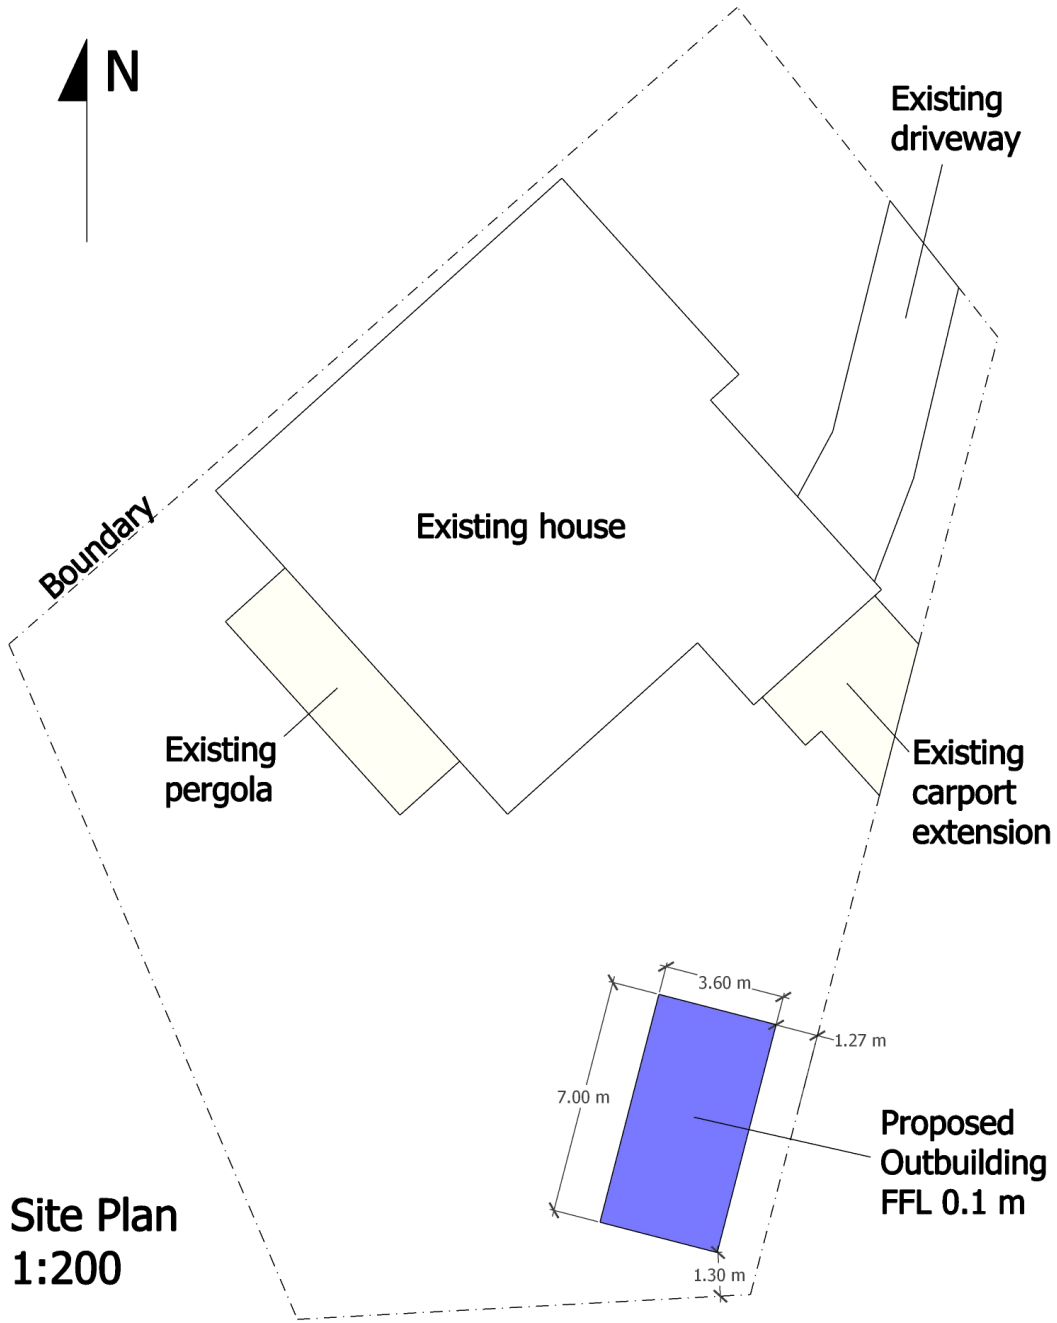 N
Existing
driveway
Existing house
Boundary
Existing
pergola
Existing
carport
extension
3.60 m
1.27 m
7.00 m
Proposed
Outbuilding
FFL 0.1 m
1.30 m
Site Plan
1:200